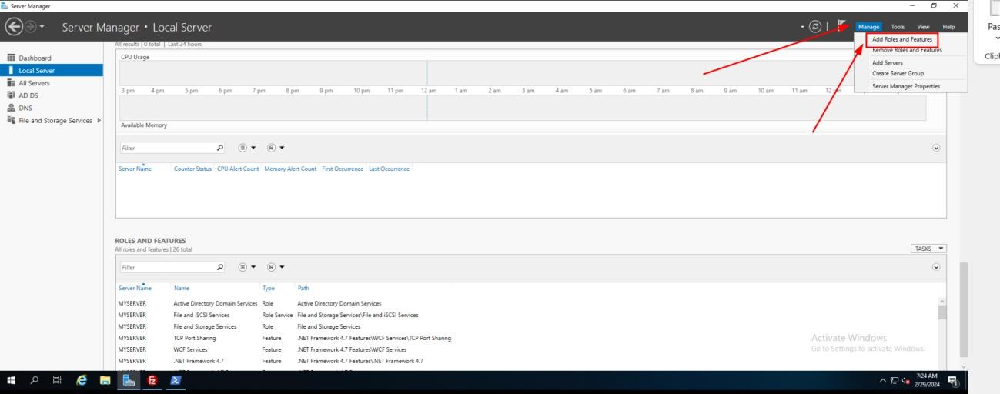 Server Manager
Server Manager • Local Server
Manage Tools View Help
Add Roles and Features
Remove Roles and Features
Add Servers
Create Server Group
Server Manager Properties
Dashboard
Local Server
All Servers
AD DS
DNS
File and Storage Services
All results | 0 total | Last 24 hours
CPU Usage
3 pm 4 pm 5 pm 6 pm 7 pm 8 pm 9 pm 10 pm 11 pm 12 am 1 am 2 am 3 am 4 am 5 am 6 am 7 am 8 am 9 am 10 am 11 am 12 pm
Available Memory
Filter
Server Name Counter Status CPU Alert Count Memory Alert Count First Occurrence Last Occurrence
ROLES AND FEATURES
All roles and features | 26 total
TASKS
Filter
Server Name Name Type Path
MYSERVER Active Directory Domain Services Role Active Directory Domain Services
MYSERVER File and iSCSI Services Role Service File and Storage Services\File and iSCSI Services
MYSERVER File and Storage Services Role File and Storage Services
MYSERVER TCP Port Sharing Feature .NET Framework 4.7 Features\WCF Services\TCP Port Sharing
MYSERVER WCF Services Feature .NET Framework 4.7 Features\WCF Services
MYSERVER .NET Framework 4.7 Feature .NET Framework 4.7 Features\.NET Framework 4.7
Activate Windows
Go to Settings to activate Windows.
7:24 AM
2/29/2024
Pas
Clip